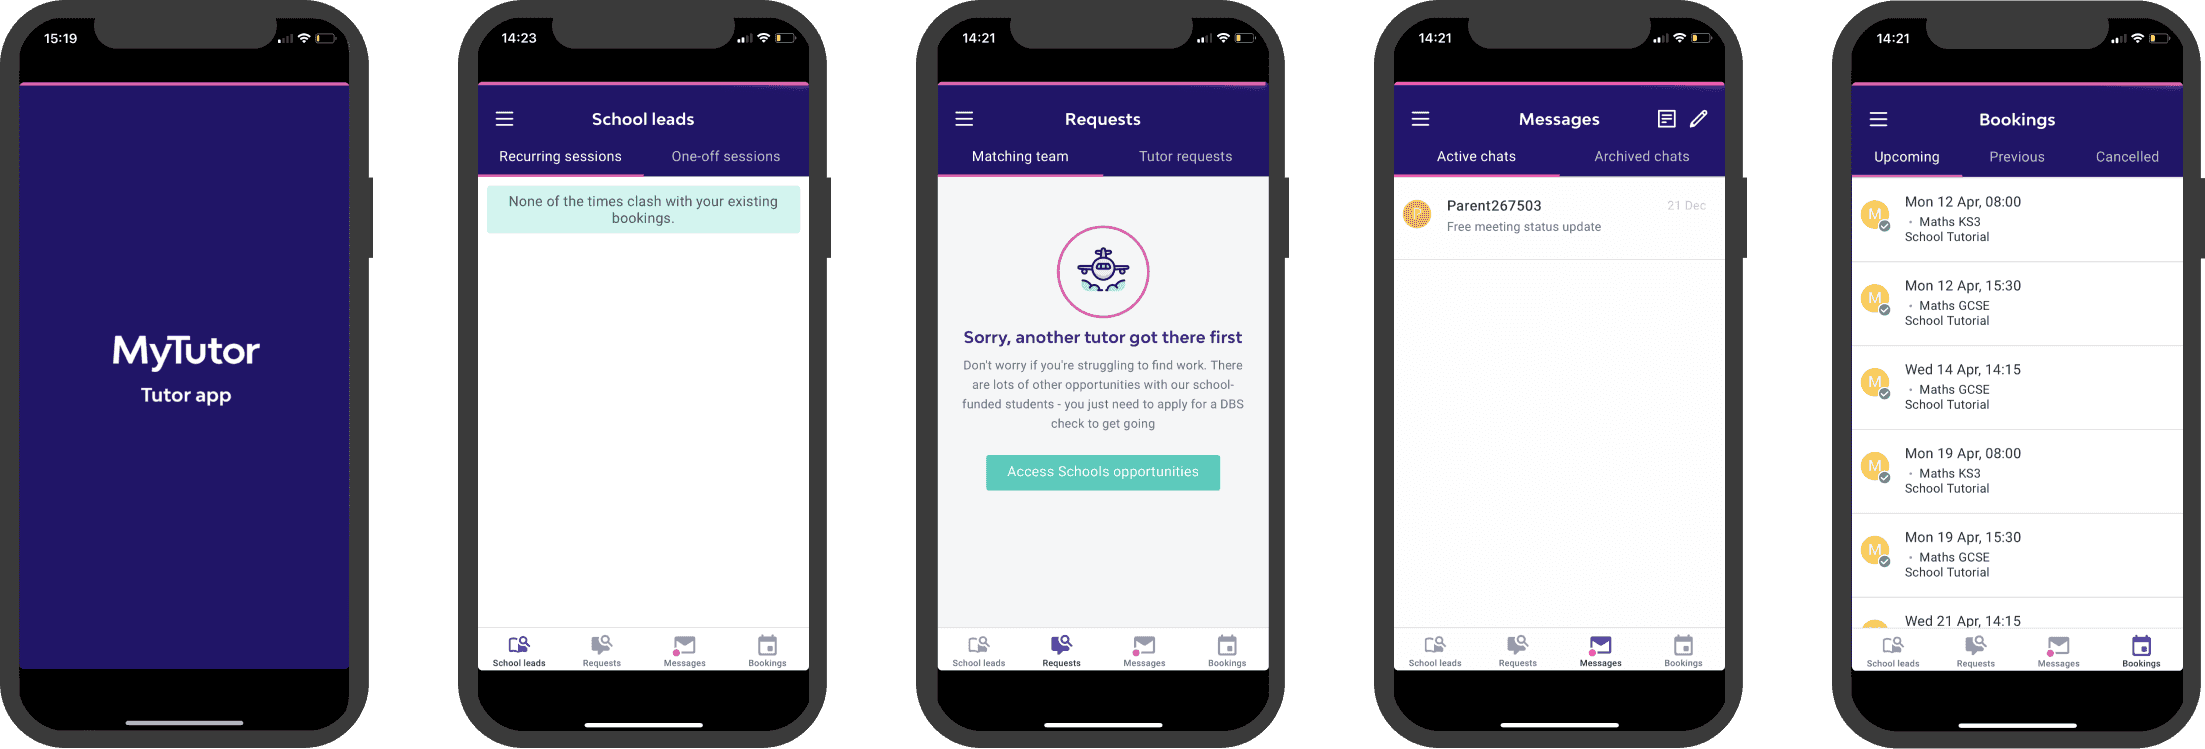 15:19
MyTutor
Tutor app
14:23
School leads
Recurring sessions
One-off sessions
None of the times clash with your existing
bookings.
School leads
Requests
Messages
Bookings
14:21
Requests
Matching team
Tutor requests
Sorry, another tutor got there first
Don't worry if you're struggling to find work. There
are lots of other opportunities with our school-
funded students - you just need to apply for a DBS
check to get going
Access Schools opportunities
School leads
Requests
Messages
Bookings
14:21
Messages
Active chats
Archived chats
Parent267503
21 Dec
Free meeting status update
School leads
Requests
Messages
Bookings
14:21
Bookings
Upcoming
Previous
Cancelled
M
Mon 12 Apr, 08:00
• Maths KS3
School Tutorial
M
Mon 12 Apr, 15:30
• Maths GCSE
School Tutorial
M
Wed 14 Apr, 14:15
• Maths GCSE
School Tutorial
M
Mon 19 Apr, 08:00
• Maths KS3
School Tutorial
M
Mon 19 Apr, 15:30
• Maths GCSE
School Tutorial
Wed 21 Apr, 14:15
School leads
Requests
Messages
Bookings